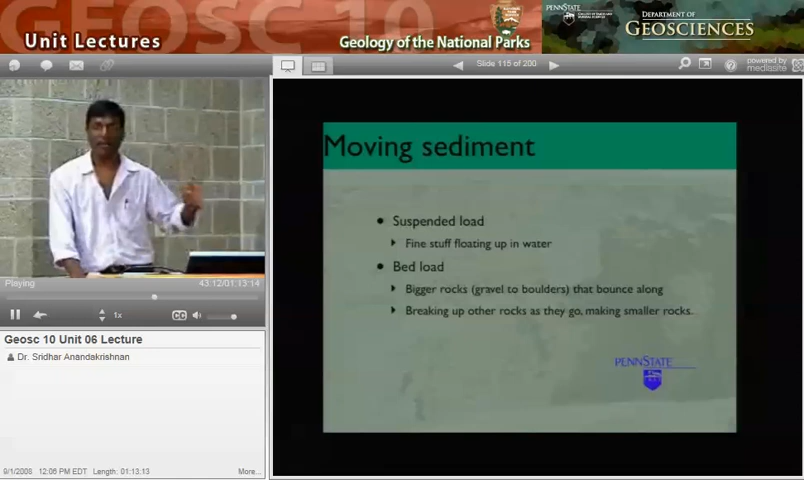 GEOSC 10
Unit Lectures
Geology of the National Parks
PENNSTATE
DEPARTMENT OF
GEOSCIENCES
Slide 115 of 200
powered by
mediasite
Moving sediment
Suspended load
Fine stuff floating up in water
Bed load
Bigger rocks (gravel to boulders) that bounce along
Breaking up other rocks as they go, making smaller rocks.
PENNSTATE
Playing
43:12/01:13:14
1x
CC
Geosc 10 Unit 06 Lecture
Dr. Sridhar Anandakrishnan
9/1/2008 12:06 PM EDT Length: 01:13:13 More...